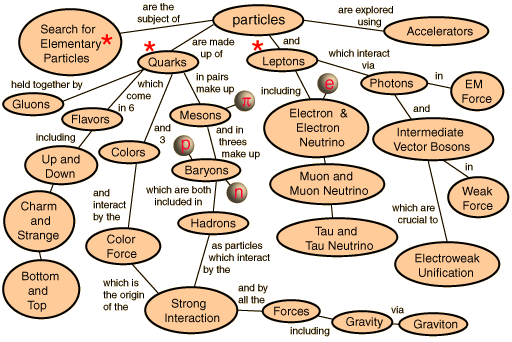 are the
subject of
particles
are explored
using
Accelerators
Search for
Elementary *
Particles
*
Quarks
are made
up of
and
*
Leptons
which interact
via
Photons
in
EM
Force
held together by
Gluons
which
come
in 6
in pairs
make up
Flavors
Mesons
π
including
e
and
including
Up and
Down
and
3
Colors
and in
threes
make up
p
Baryons
n
Electron &
Electron
Neutrino
Intermediate
Vector Bosons
in
Weak
Force
Charm
and
Strange
and
interact
by the
which are both
included in
Hadrons
Muon and
Muon Neutrino
Tau and
Tau Neutrino
which are
crucial to
Color
Force
as particles
which interact
by the
Electroweak
Unification
Bottom
and
Top
which is
the origin
of the
Strong
Interaction
and by
all the
Forces
including
Gravity
via
Graviton